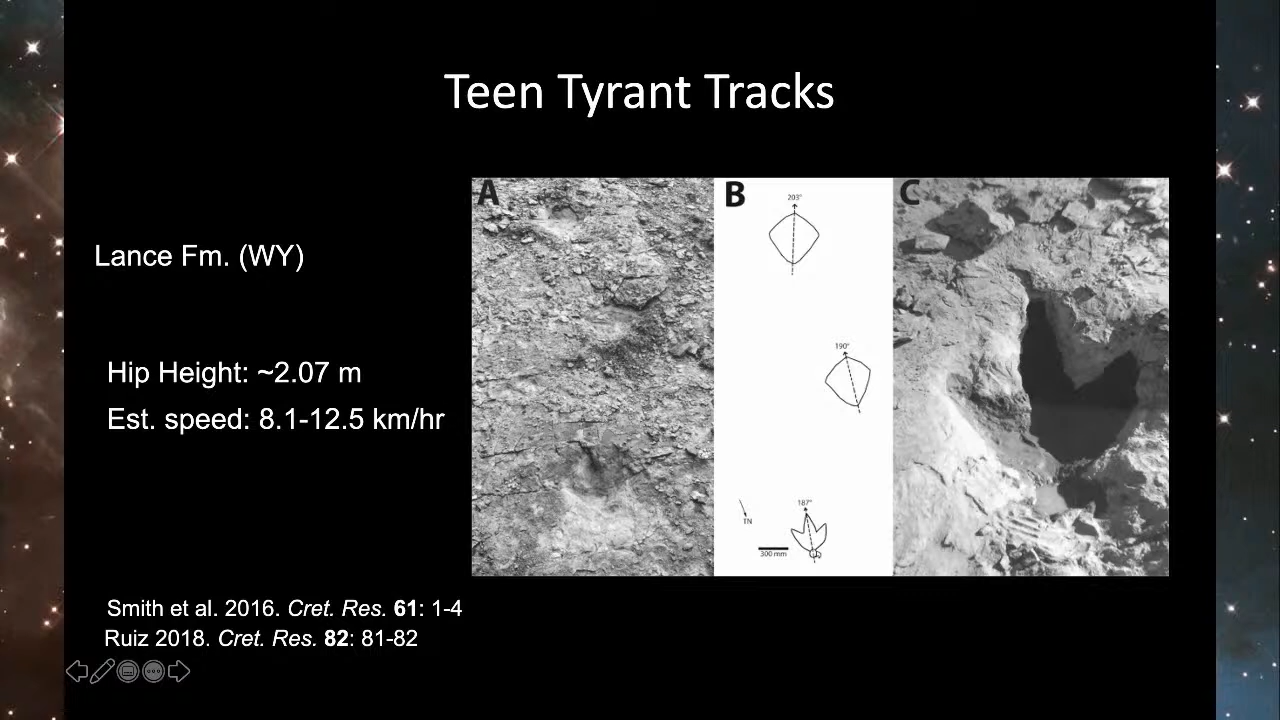 Teen Tyrant Tracks
Lance Fm. (WY)
Hip Height: ~2.07 m
Est. speed: 8.1-12.5 km/hr
A
B
C
203°
190°
187°
TN
300 mm
Smith et al. 2016. Cret. Res. 61: 1-4
Ruiz 2018. Cret. Res. 82: 81-82